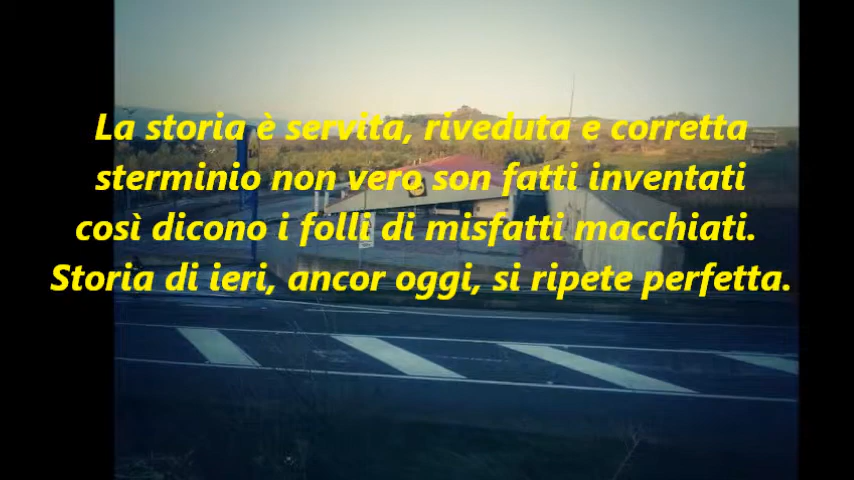 La storia è servita, riveduta e corretta
sterminio non vero son fatti inventati
così dicono i folli di misfatti macchiati.
Storia di ieri, ancor oggi, si ripete perfetta.